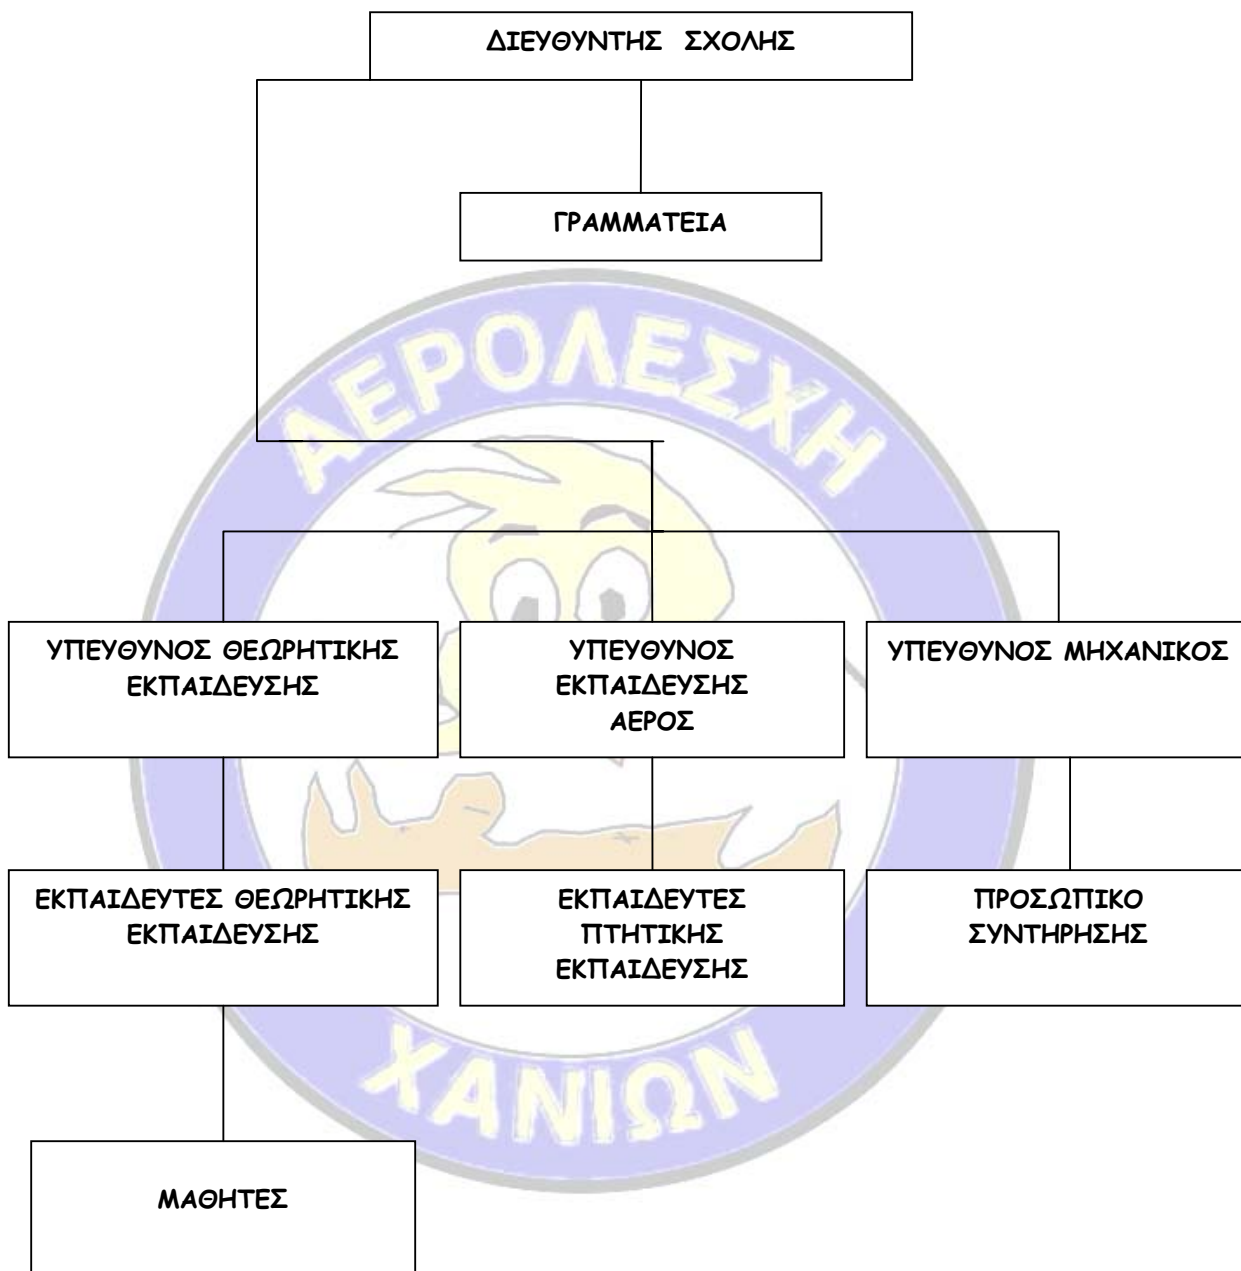 ΔΙΕΥΘΥΝΤΗΣ ΣΧΟΛΗΣ
ΓΡΑΜΜΑΤΕΙΑ
ΑΕΡΟΛΕΣΧΗ
ΥΠΕΥΘΥΝΟΣ ΘΕΩΡΗΤΙΚΗΣ
ΕΚΠΑΙΔΕΥΣΗΣ
ΥΠΕΥΘΥΝΟΣ
ΕΚΠΑΙΔΕΥΣΗΣ
ΑΕΡΟΣ
ΥΠΕΥΘΥΝΟΣ ΜΗΧΑΝΙΚΟΣ
ΕΚΠΑΙΔΕΥΤΕΣ ΘΕΩΡΗΤΙΚΗΣ
ΕΚΠΑΙΔΕΥΣΗΣ
ΕΚΠΑΙΔΕΥΤΕΣ
ΠΤΗΤΙΚΗΣ
ΕΚΠΑΙΔΕΥΣΗΣ
ΠΡΟΣΩΠΙΚΟ
ΣΥΝΤΗΡΗΣΗΣ
ΧΑΝΙΩΝ
ΜΑΘΗΤΕΣ